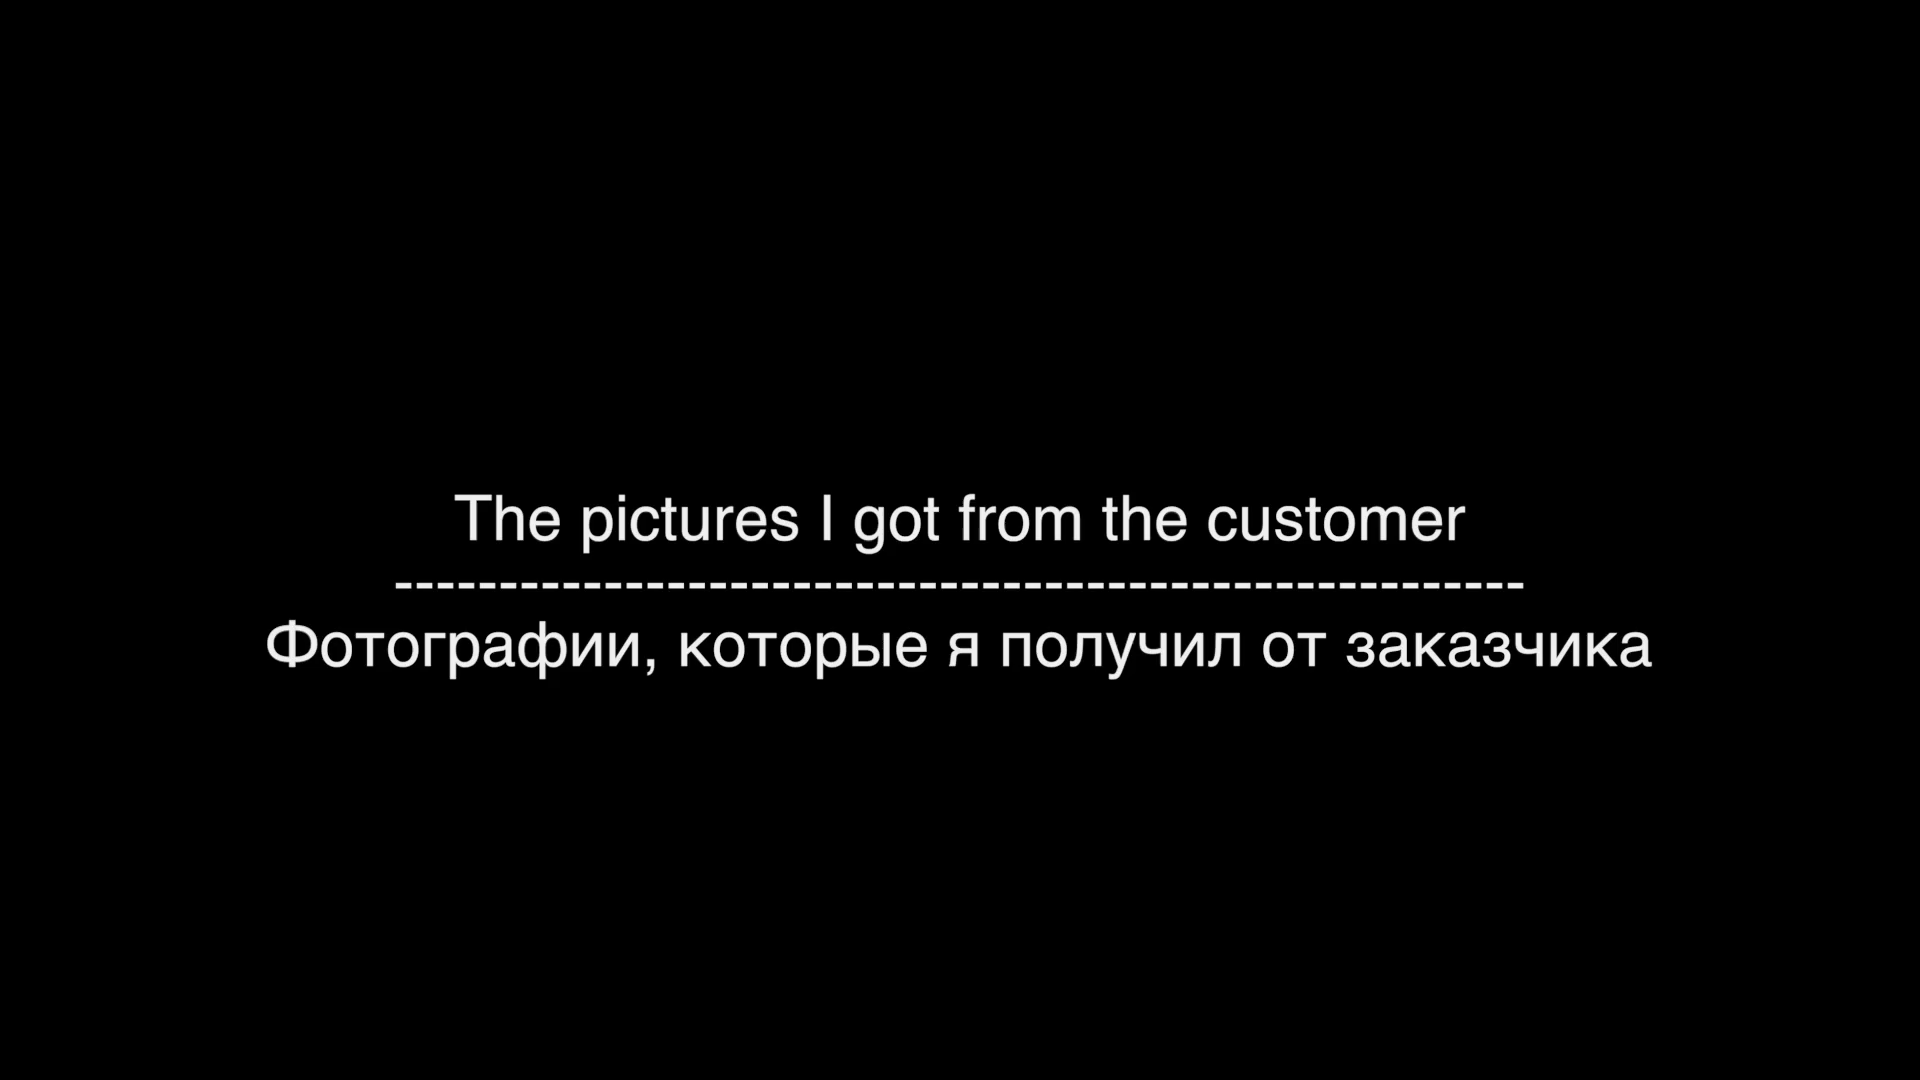 The pictures I got from the customer
------------------------------------------------------
Фотографии, которые я получил от заказчика